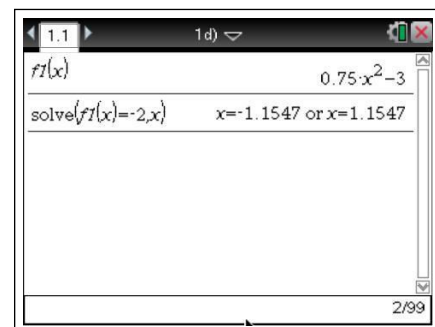 1.1 1d)
f1(x) 0.75·x²−3
solve(f1(x)=-2,x) x=-1.1547 or x=1.1547
2/99